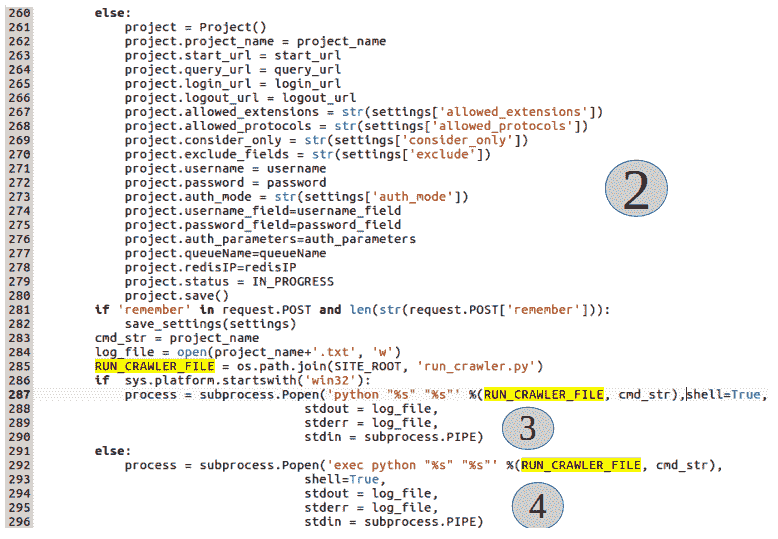 260 else:
261 project = Project()
262 project.project_name = project_name
263 project.start_url = start_url
264 project.query_url = query_url
265 project.login_url = login_url
266 project.logout_url = logout_url
267 project.allowed_extensions = str(settings['allowed_extensions'])
268 project.allowed_protocols = str(settings['allowed_protocols'])
269 project.consider_only = str(settings['consider_only'])
270 project.exclude_fields = str(settings['exclude'])
271 project.username = username
272 project.password = password
273 project.auth_mode = str(settings['auth_mode'])
274 project.username_field=username_field
275 project.password_field=password_field
276 project.auth_parameters=auth_parameters
277 project.queueName=queueName
278 project.redisIP=redisIP
279 project.status = IN_PROGRESS
280 project.save()
2
281 if 'remember' in request.POST and len(str(request.POST['remember'])):
282 save_settings(settings)
283 cmd_str = project_name
284 log_file = open(project_name+'.txt', 'w')
285 RUN_CRAWLER_FILE = os.path.join(SITE_ROOT, 'run_crawler.py')
286 if sys.platform.startswith('win32'):
287 process = subprocess.Popen('python "%s" "%s"' %(RUN_CRAWLER_FILE, cmd_str),shell=True,
288 stdout = log_file,
289 stderr = log_file,
290 stdin = subprocess.PIPE)
3
291 else:
292 process = subprocess.Popen('exec python "%s" "%s"' %(RUN_CRAWLER_FILE, cmd_str),
293 shell=True,
294 stdout = log_file,
295 stderr = log_file,
296 stdin = subprocess.PIPE)
4